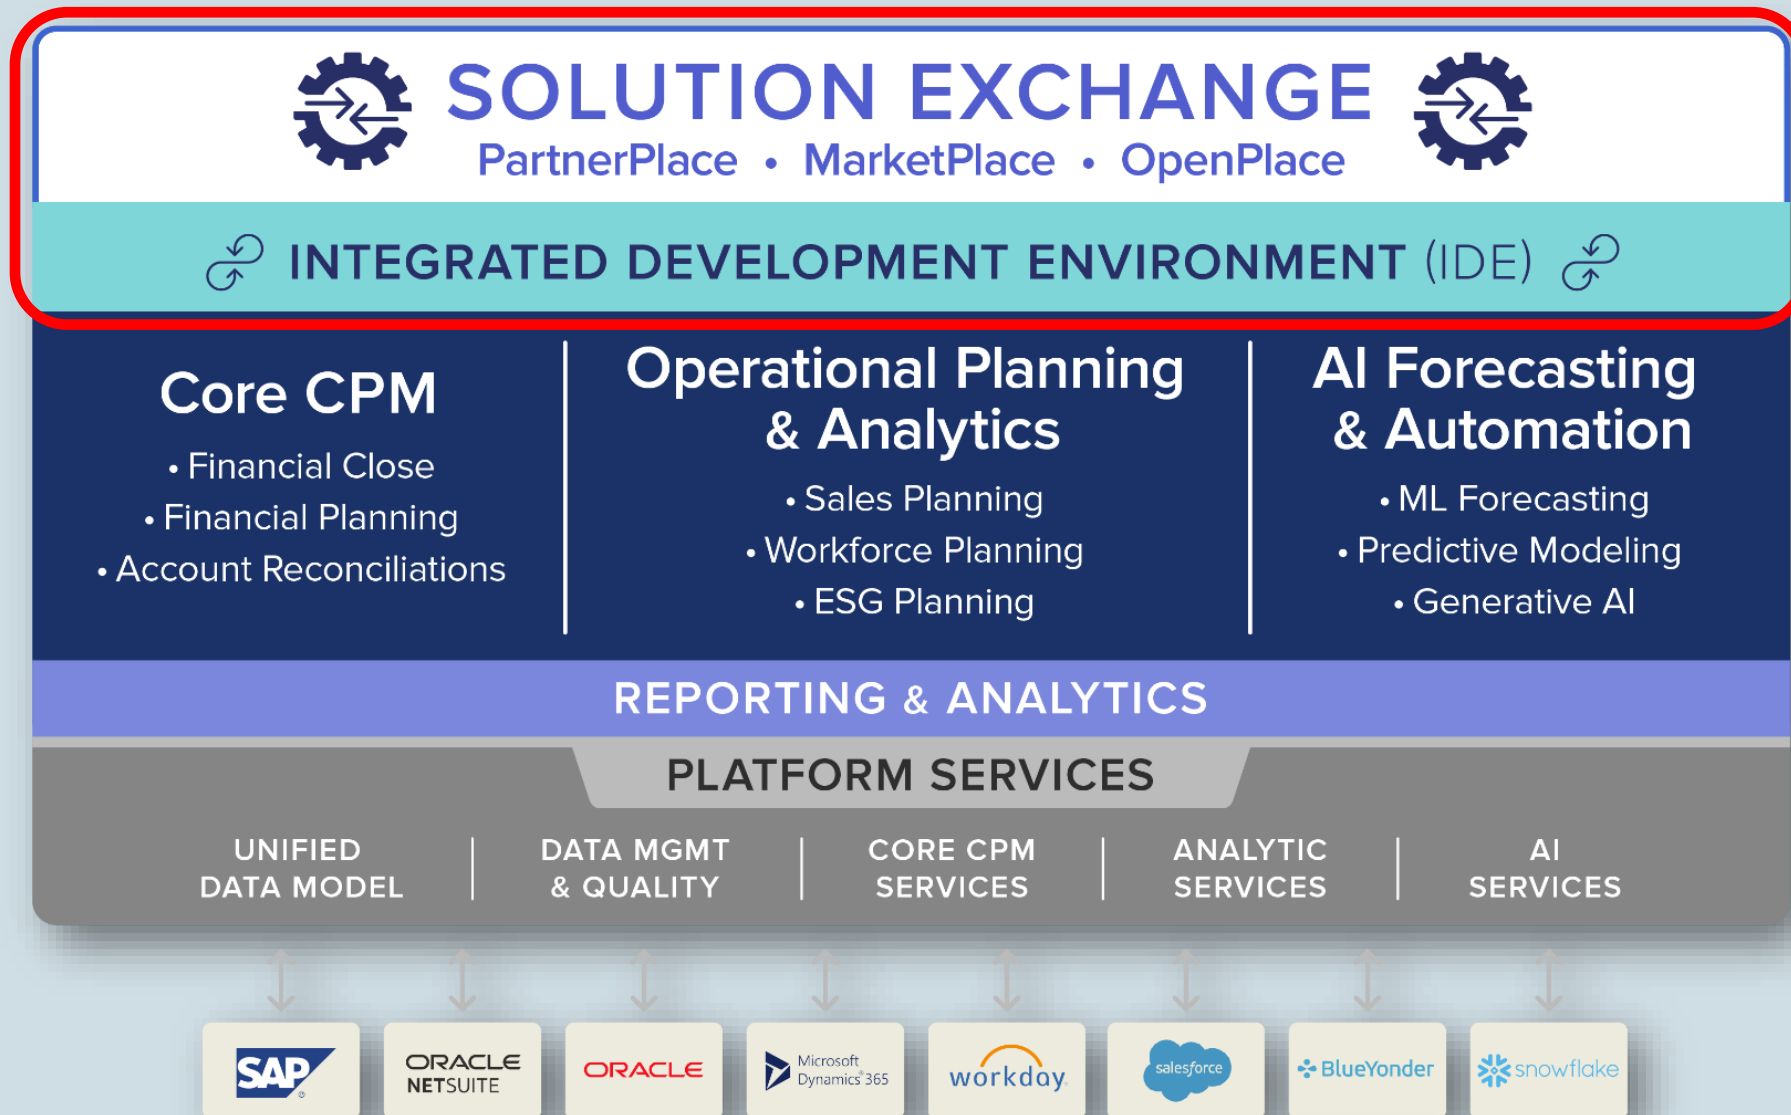 SOLUTION EXCHANGE
PartnerPlace • MarketPlace • OpenPlace
INTEGRATED DEVELOPMENT ENVIRONMENT (IDE)
Core CPM
• Financial Close
• Financial Planning
• Account Reconciliations
Operational Planning
& Analytics
• Sales Planning
• Workforce Planning
• ESG Planning
AI Forecasting
& Automation
• ML Forecasting
• Predictive Modeling
• Generative AI
REPORTING & ANALYTICS
PLATFORM SERVICES
UNIFIED
DATA MODEL
DATA MGMT
& QUALITY
CORE CPM
SERVICES
ANALYTIC
SERVICES
AI
SERVICES
SAP®
ORACLE
NETSUITE
ORACLE
Microsoft
Dynamics® 365
workday.
salesforce
BlueYonder
snowflake